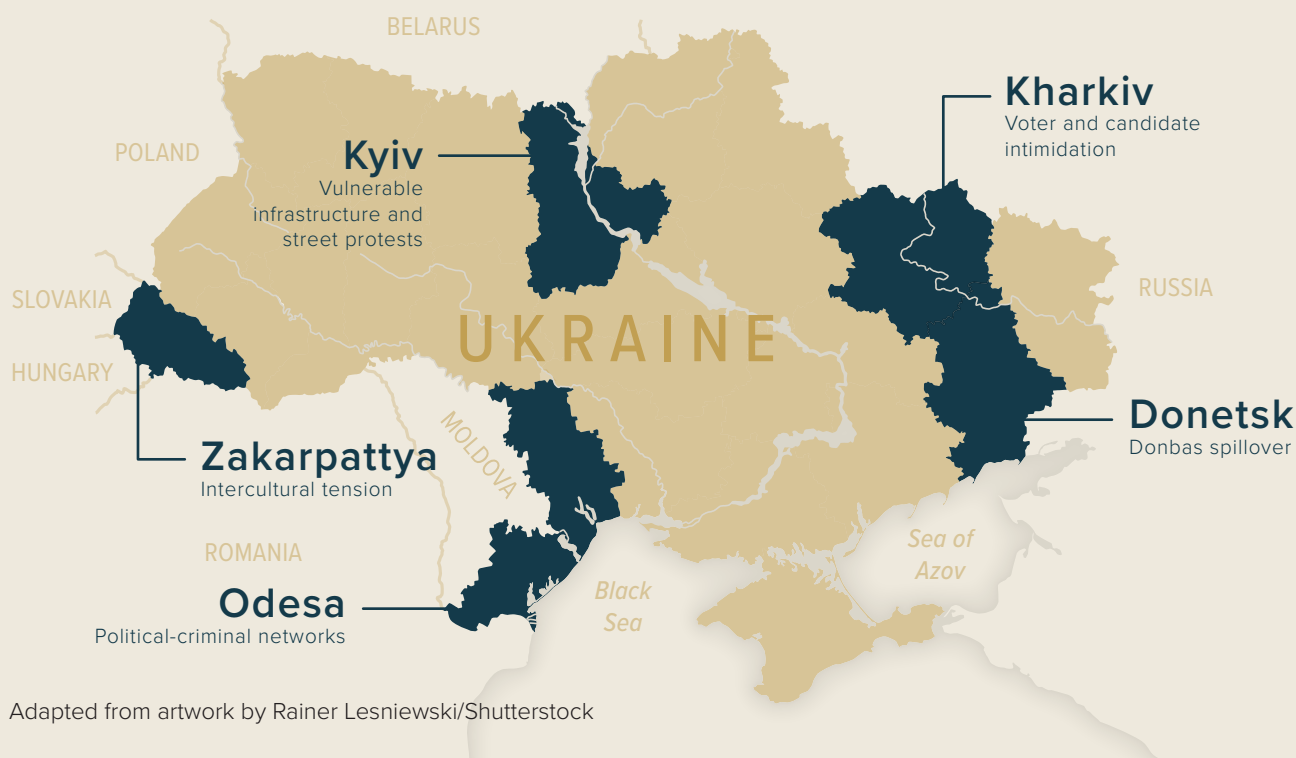 BELARUS
Kharkiv
Voter and candidate
intimidation
POLAND
Kyiv
Vulnerable
infrastructure and
street protests
SLOVAKIA
RUSSIA
UKRAINE
HUNGARY
Donetsk
Donbas spillover
MOLDOVA
Zakarpattya
Intercultural tension
ROMANIA
Sea of
Azov
Black
Sea
Odesa
Political-criminal networks
Adapted from artwork by Rainer Lesniewski/Shutterstock